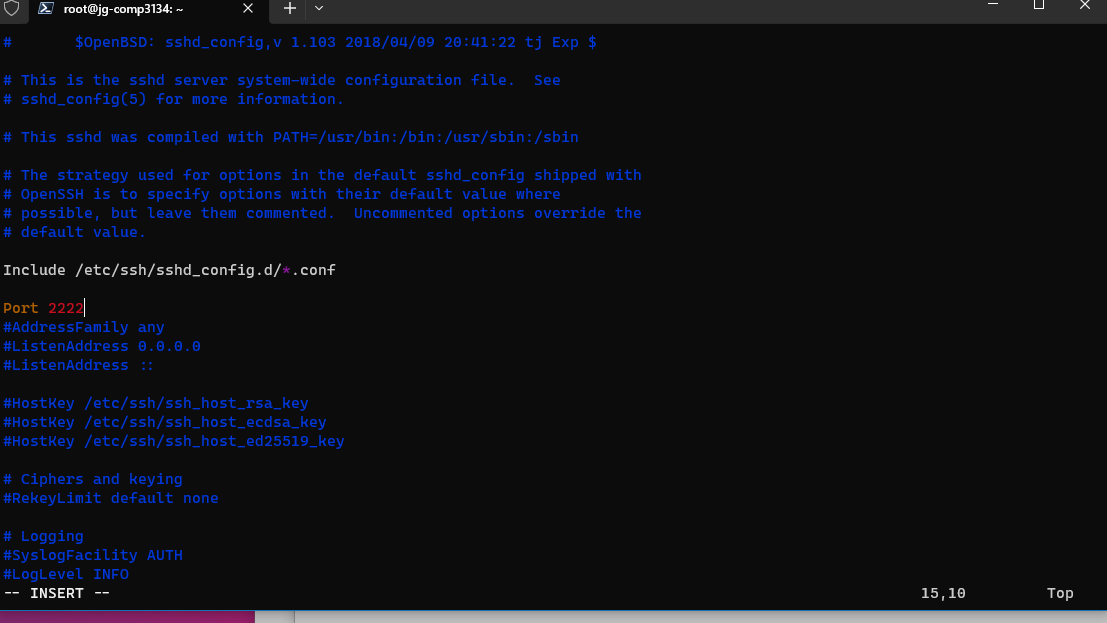 root@jg-comp3134: ~
#       $OpenBSD: sshd_config,v 1.103 2018/04/09 20:41:22 tj Exp $
# This is the sshd server system-wide configuration file.  See
# sshd_config(5) for more information.
# This sshd was compiled with PATH=/usr/bin:/bin:/usr/sbin:/sbin
# The strategy used for options in the default sshd_config shipped with
# OpenSSH is to specify options with their default value where
# possible, but leave them commented.  Uncommented options override the
# default value.
Include /etc/ssh/sshd_config.d/*.conf
Port 2222
#AddressFamily any
#ListenAddress 0.0.0.0
#ListenAddress ::
#HostKey /etc/ssh/ssh_host_rsa_key
#HostKey /etc/ssh/ssh_host_ecdsa_key
#HostKey /etc/ssh/ssh_host_ed25519_key
# Ciphers and keying
#RekeyLimit default none
# Logging
#SyslogFacility AUTH
#LogLevel INFO
-- INSERT --                                                                                          15,10         Top